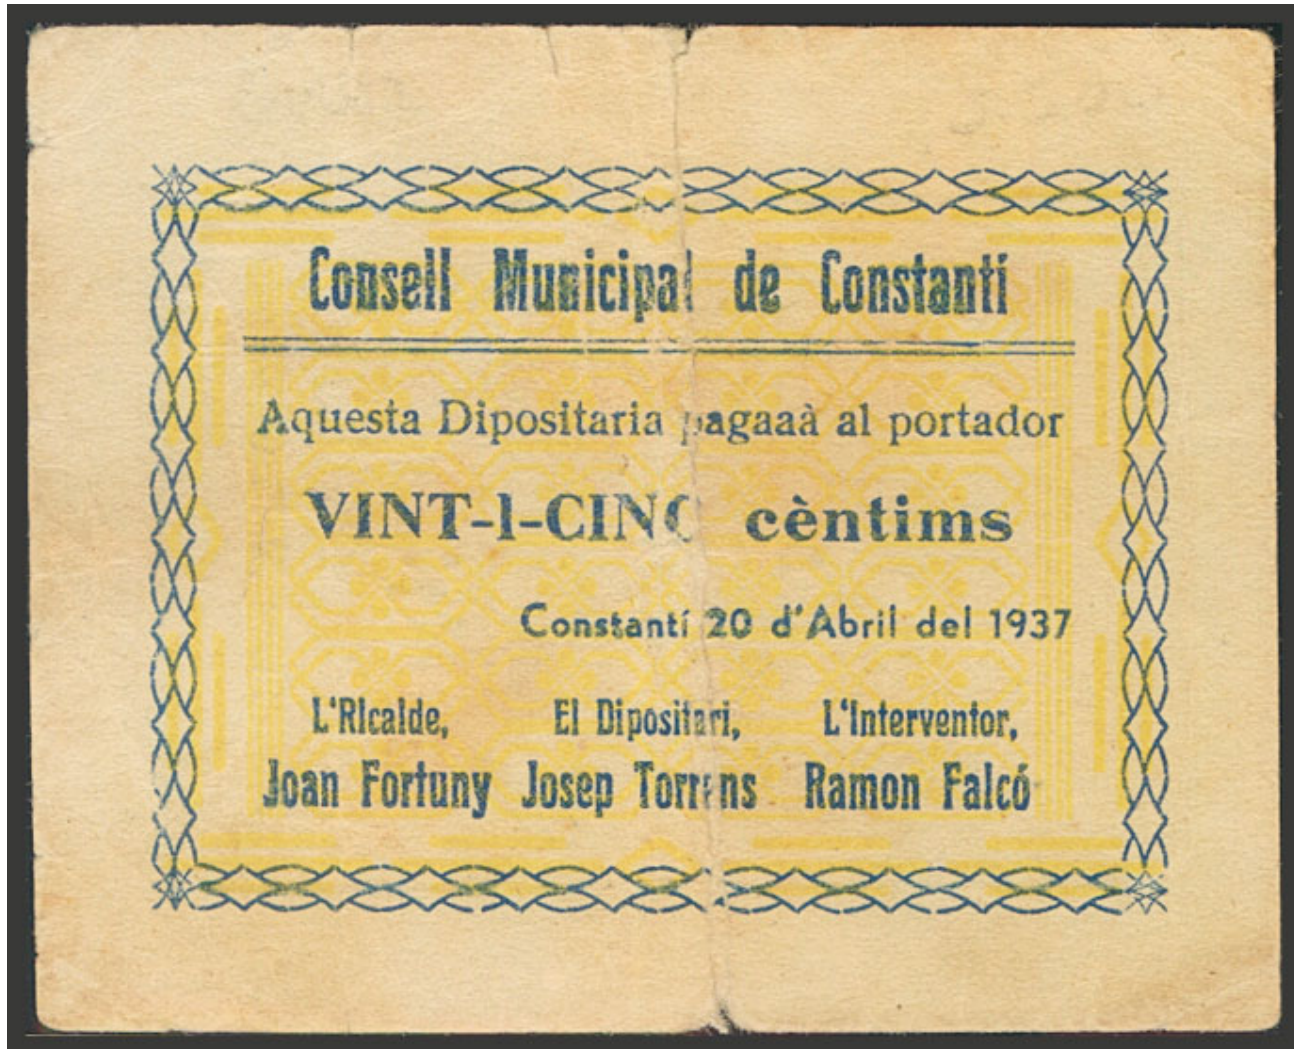 Consell Municipal de Constantí
Aquesta Dipositaria pagaaà al portador
VINT-I-CINC cèntims
Constantí 20 d'Abril del 1937
L'Alcalde, El Dipositari, L'Interventor,
Joan Fortuny Josep Torrens Ramon Falcó